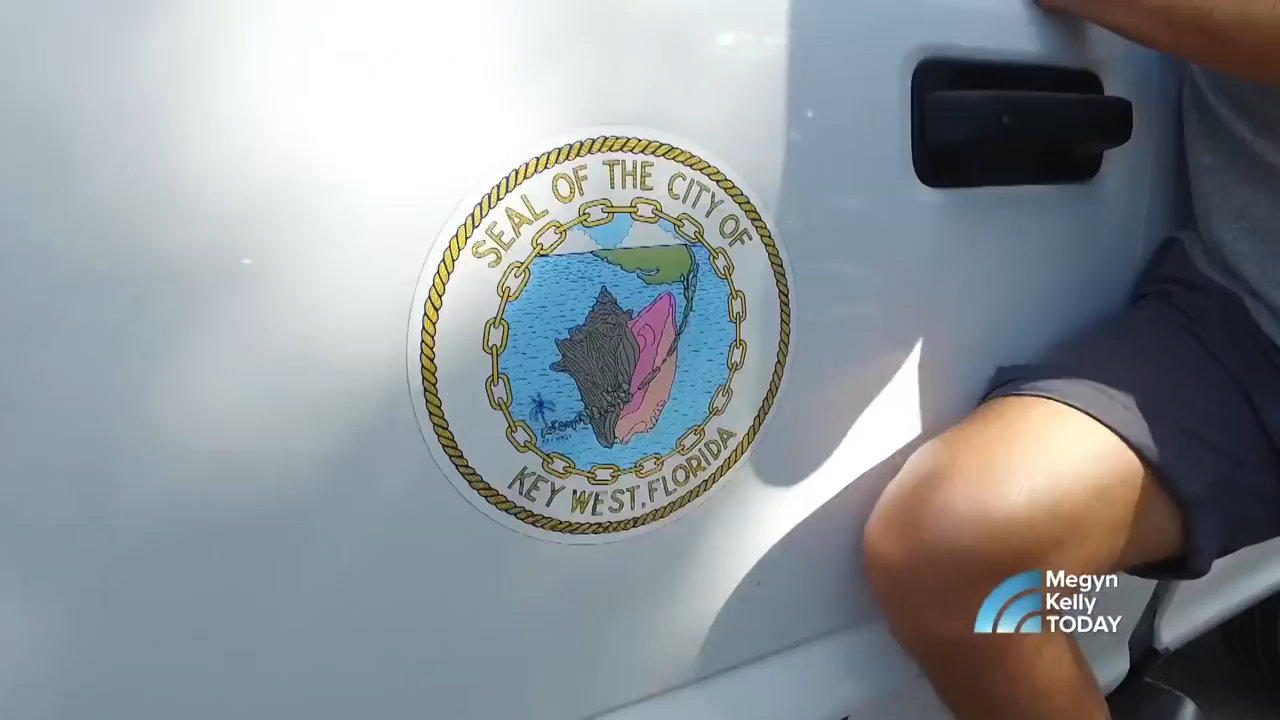 SEAL OF THE CITY OF
KEY WEST, FLORIDA
Megyn
Kelly
TODAY